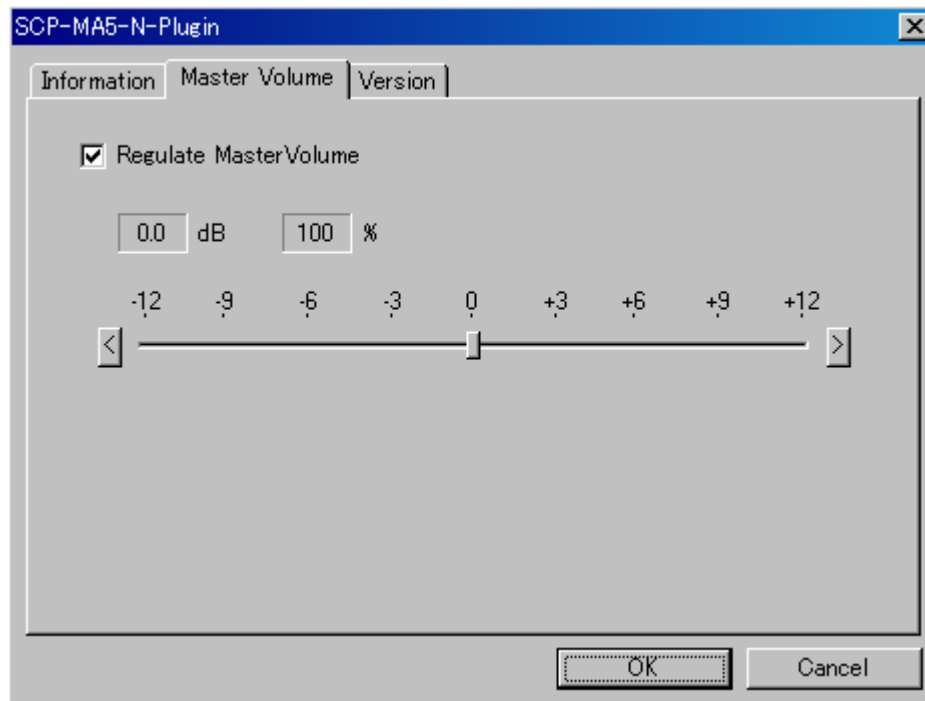 SCP-MA5-N-Plugin
Information Master Volume Version
Regulate MasterVolume
0.0 dB 100 %
-12 -9 -6 -3 0 +3 +6 +9 +12
< >
OK Cancel